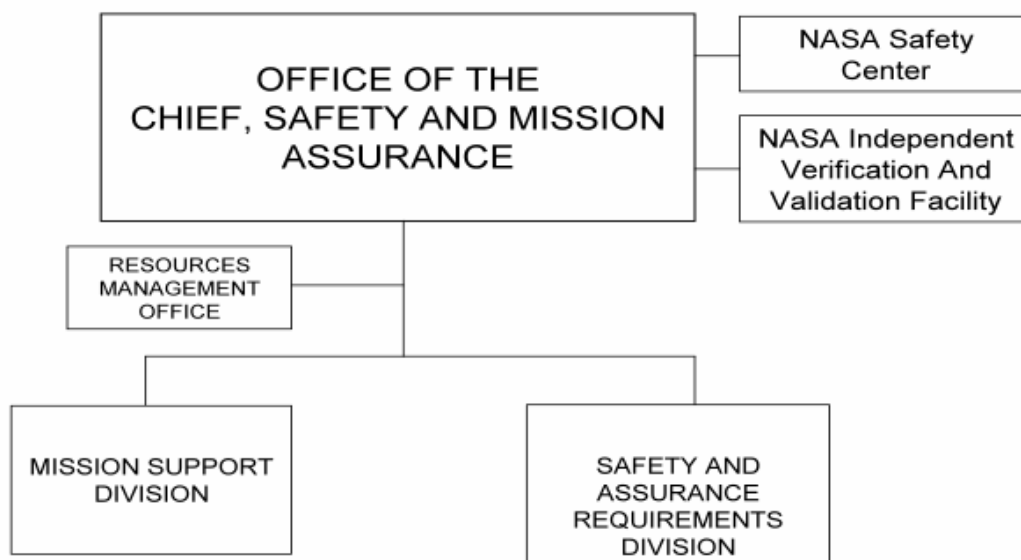 OFFICE OF THE
CHIEF, SAFETY AND MISSION
ASSURANCE
NASA Safety
Center
NASA Independent
Verification And
Validation Facility
RESOURCES
MANAGEMENT
OFFICE
MISSION SUPPORT
DIVISION
SAFETY AND
ASSURANCE
REQUIREMENTS
DIVISION